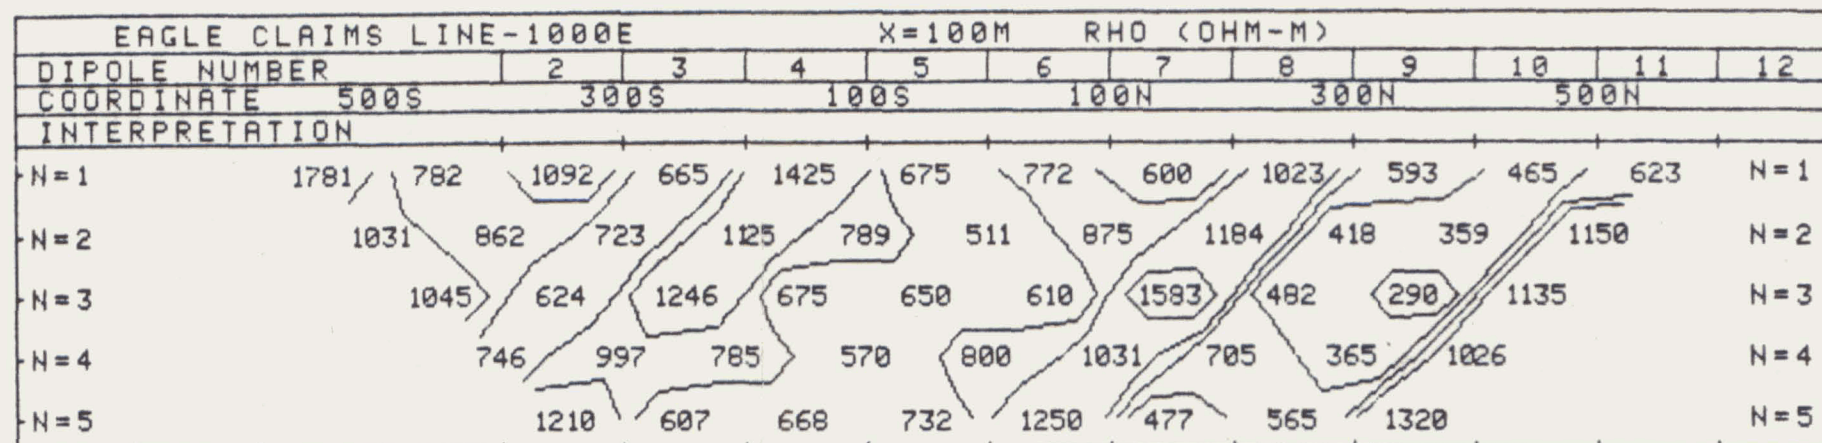 EAGLE CLAIMS LINE-1000E X=100M RHO (OHM-M)
DIPOLE NUMBER 2 3 4 5 6 7 8 9 10 11 12
COORDINATE 500S 300S 100S 100N 300N 500N
INTERPRETATION
N=1 1781 782 1092 665 1425 675 772 600 1023 593 465 623 N=1
N=2 1031 862 723 1125 789 511 875 1184 418 359 1150 N=2
N=3 1045 624 1246 675 650 610 1583 482 290 1135 N=3
N=4 746 997 785 570 800 1031 705 365 1026 N=4
N=5 1210 607 668 732 1250 477 565 1320 N=5